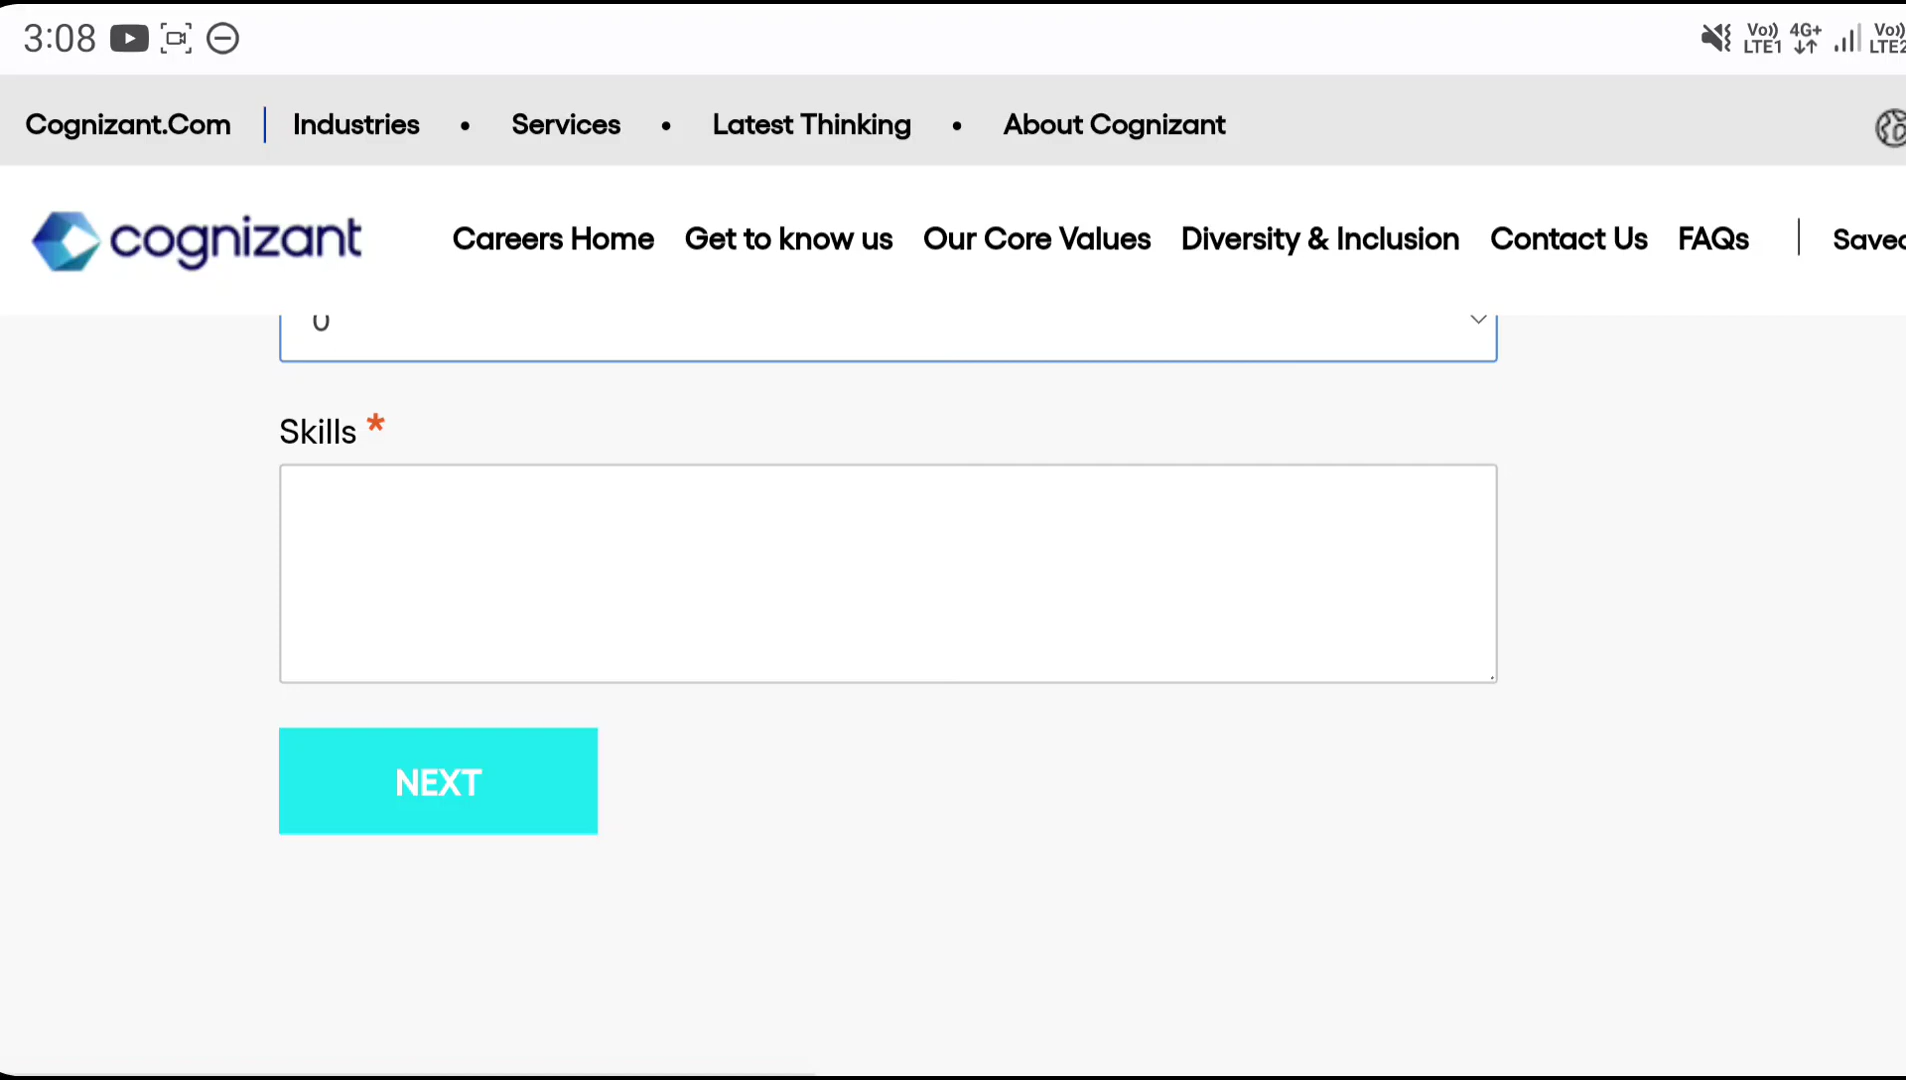 3:08 Vo)) LTE1 4G+ Vo)) LTE2
Cognizant.Com Industries • Services • Latest Thinking • About Cognizant
cognizant Careers Home Get to know us Our Core Values Diversity & Inclusion Contact Us FAQs Saved
0
Skills *
NEXT